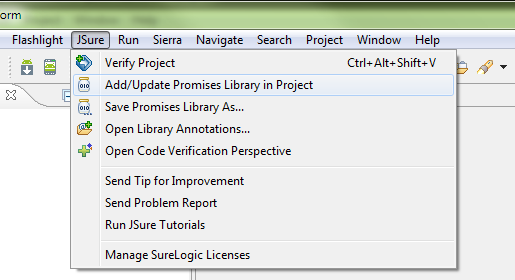 orm
Flashlight JSure Run Sierra Navigate Search Project Window Help
Verify Project Ctrl+Alt+Shift+V
Add/Update Promises Library in Project
Save Promises Library As...
Open Library Annotations...
Open Code Verification Perspective
Send Tip for Improvement
Send Problem Report
Run JSure Tutorials
Manage SureLogic Licenses